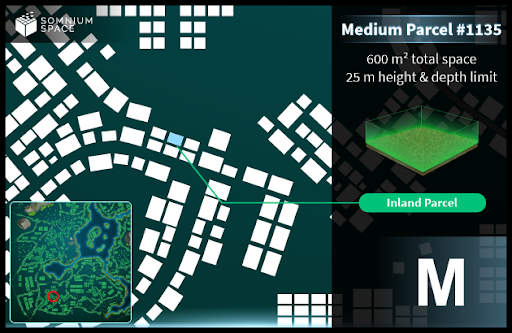 SOMNIUM
SPACE
Medium Parcel #1135
600 m² total space
25 m height & depth limit
Inland Parcel
M